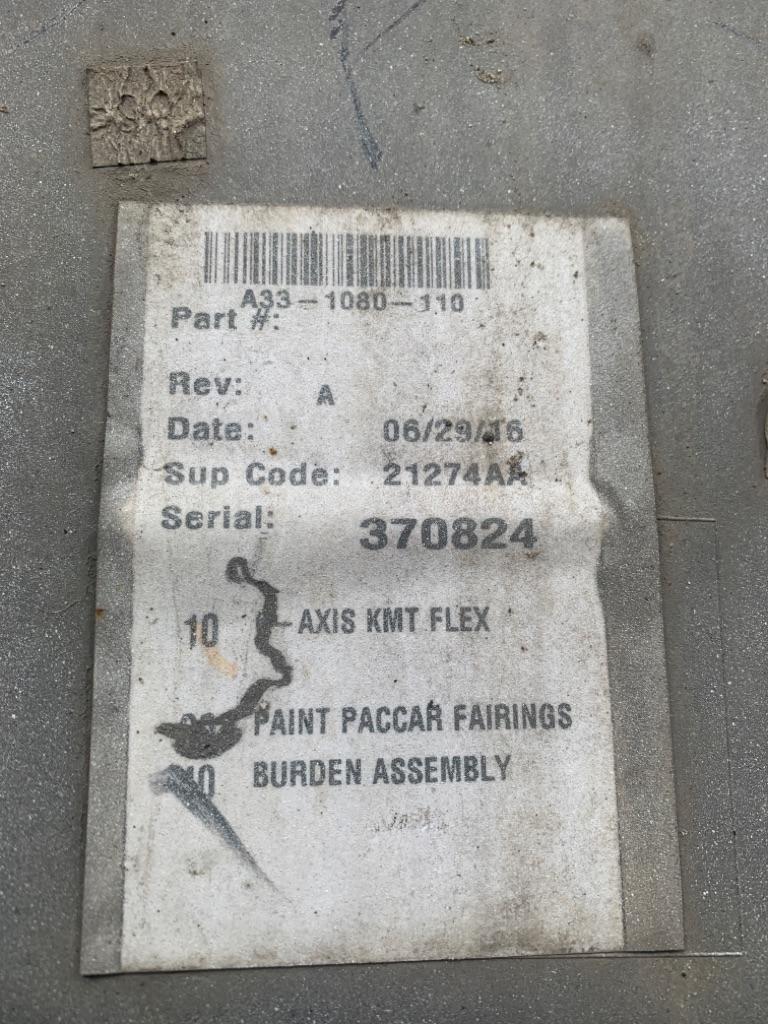 A33-1080-110
Part #:
Rev: A
Date: 06/29/16
Sup Code: 21274AA
Serial: 370824
10 AXIS KMT FLEX
PAINT PACCAR FAIRINGS
40 BURDEN ASSEMBLY